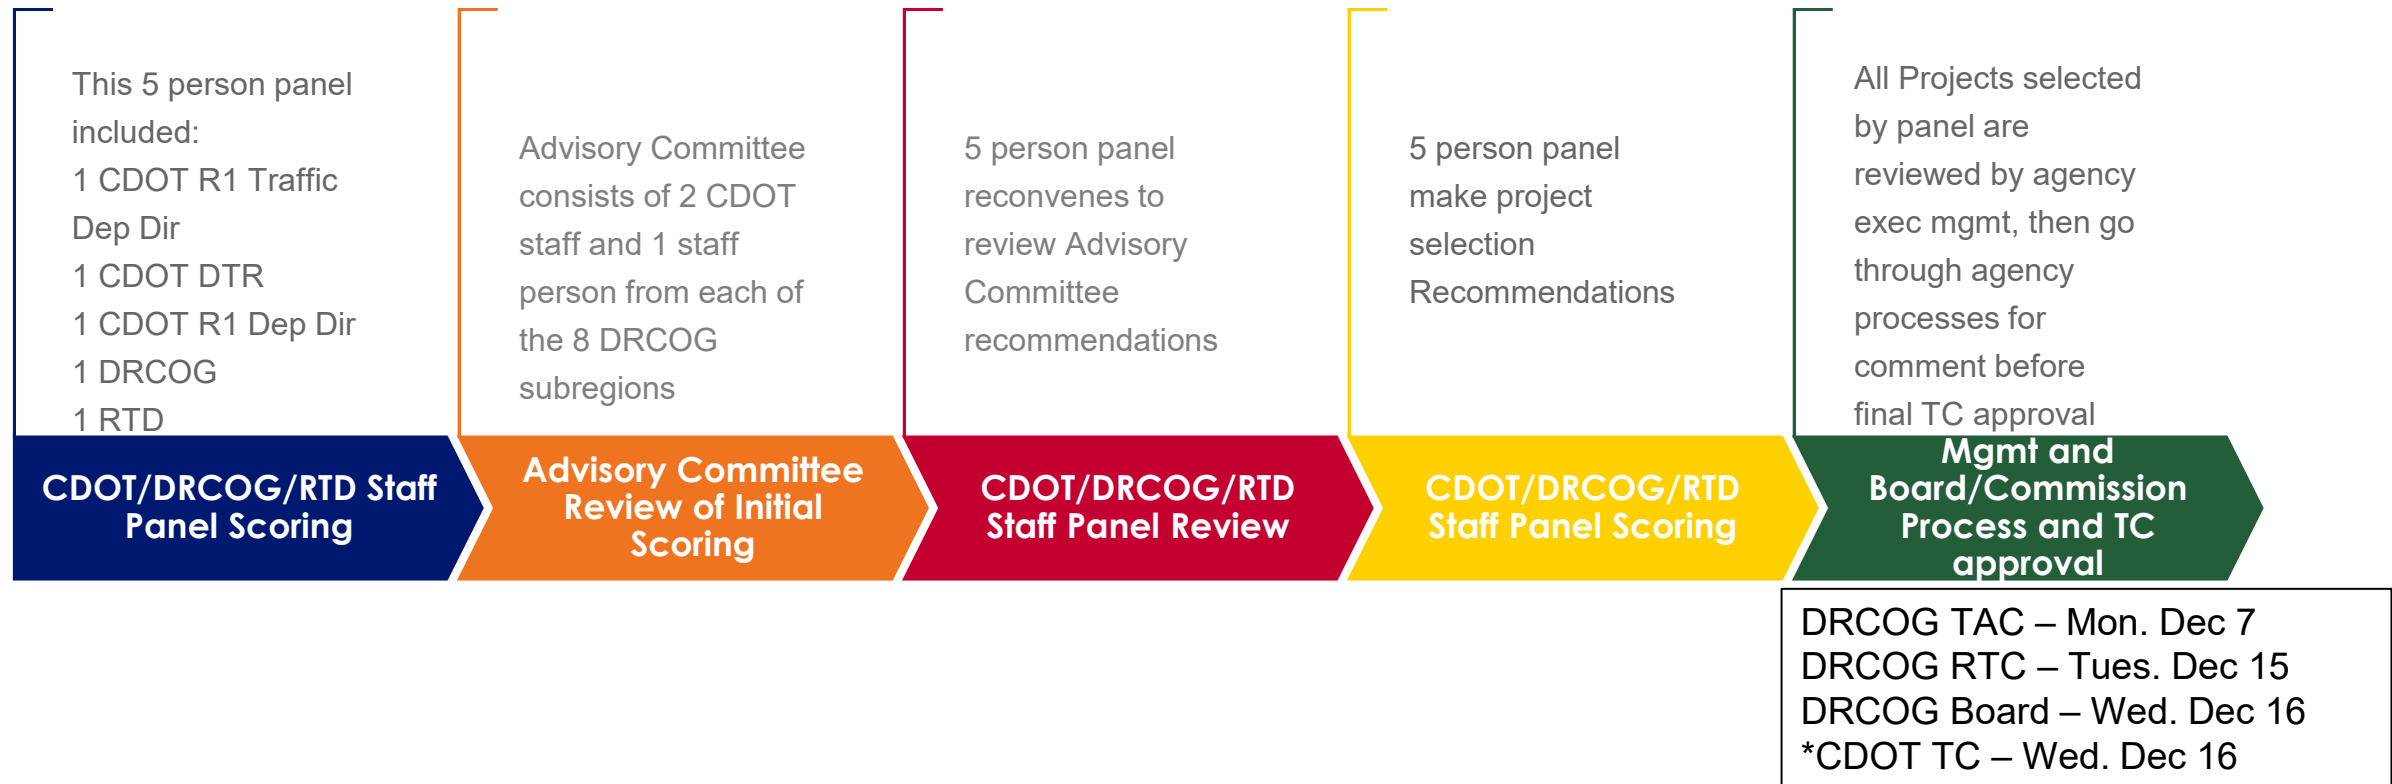 This 5 person panel
included:
1 CDOT R1 Traffic
Dep Dir
1 CDOT DTR
1 CDOT R1 Dep Dir
1 DRCOG
1 RTD
CDOT/DRCOG/RTD Staff
Panel Scoring
Advisory Committee
consists of 2 CDOT
staff and 1 staff
person from each of
the 8 DRCOG
subregions
Advisory Committee
Review of Initial
Scoring
5 person panel
reconvenes to
review Advisory
Committee
recommendations
CDOT/DRCOG/RTD
Staff Panel Review
5 person panel
make project
selection
Recommendations
CDOT/DRCOG/RTD
Staff Panel Scoring
All Projects selected
by panel are
reviewed by agency
exec mgmt, then go
through agency
processes for
comment before
final TC approval
Mgmt and
Board/Commission
Process and TC
approval
DRCOG TAC – Mon. Dec 7
DRCOG RTC – Tues. Dec 15
DRCOG Board – Wed. Dec 16
*CDOT TC – Wed. Dec 16